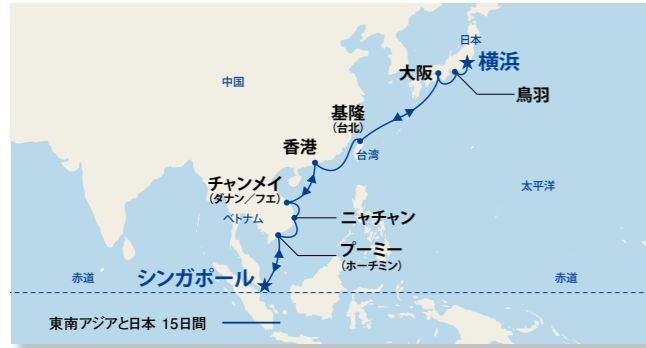 日本
横浜
大阪
鳥羽
中国
基隆
(台北)
台湾
香港
チャンメイ
(ダナン／フエ)
太平洋
ベトナム
ニャチャン
プーミー
(ホーチミン)
シンガポール
赤道
赤道
東南アジアと日本 15日間